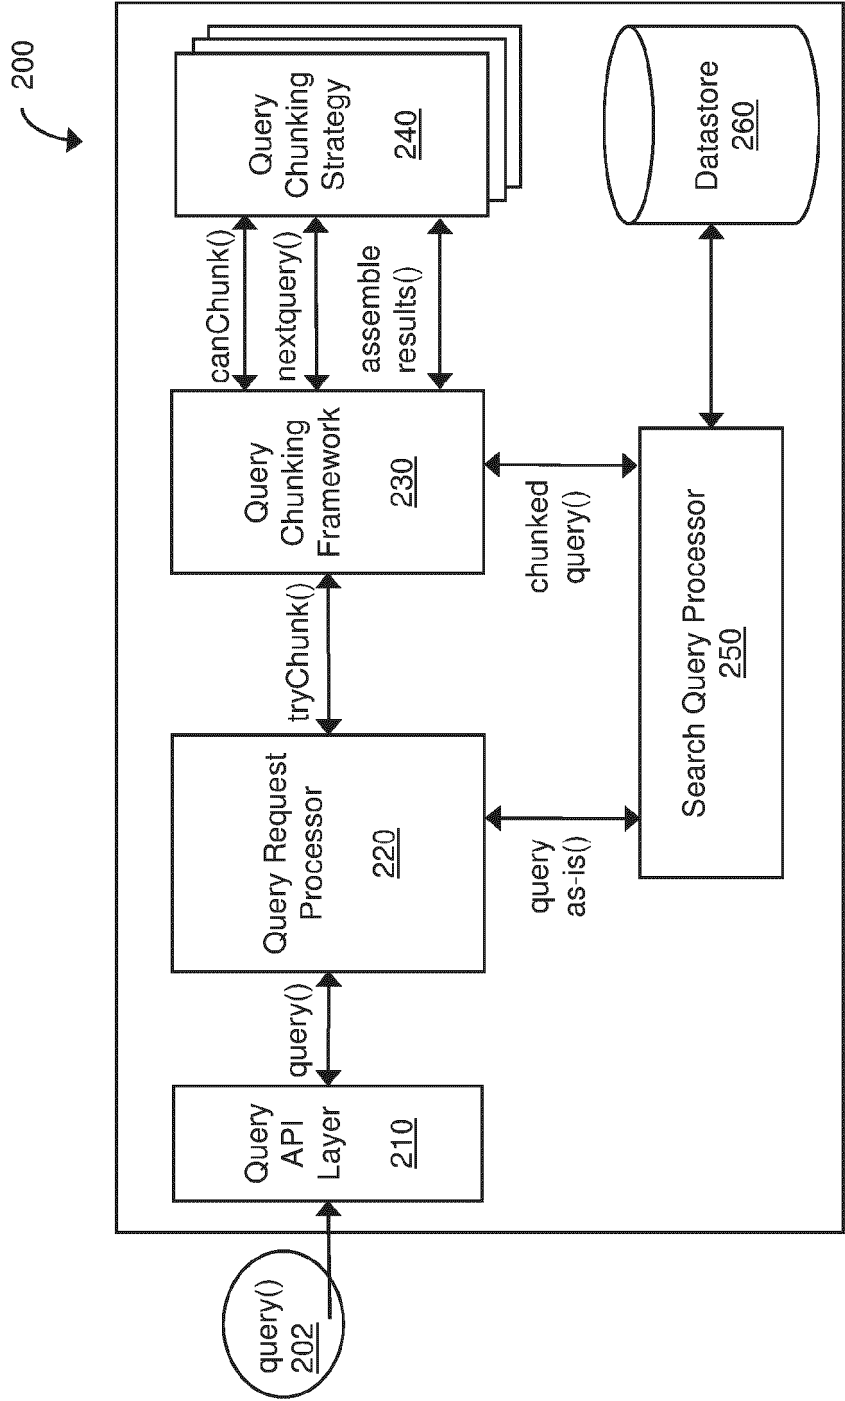 200
query()
202
Query
API
Layer
210
query()
Query Request
Processor
220
tryChunk()
Query
Chunking
Framework
230
canChunk()
nextquery()
assemble
results()
Query
Chunking
Strategy
240
query
as-is()
chunked
query()
Search Query Processor
250
Datastore
260